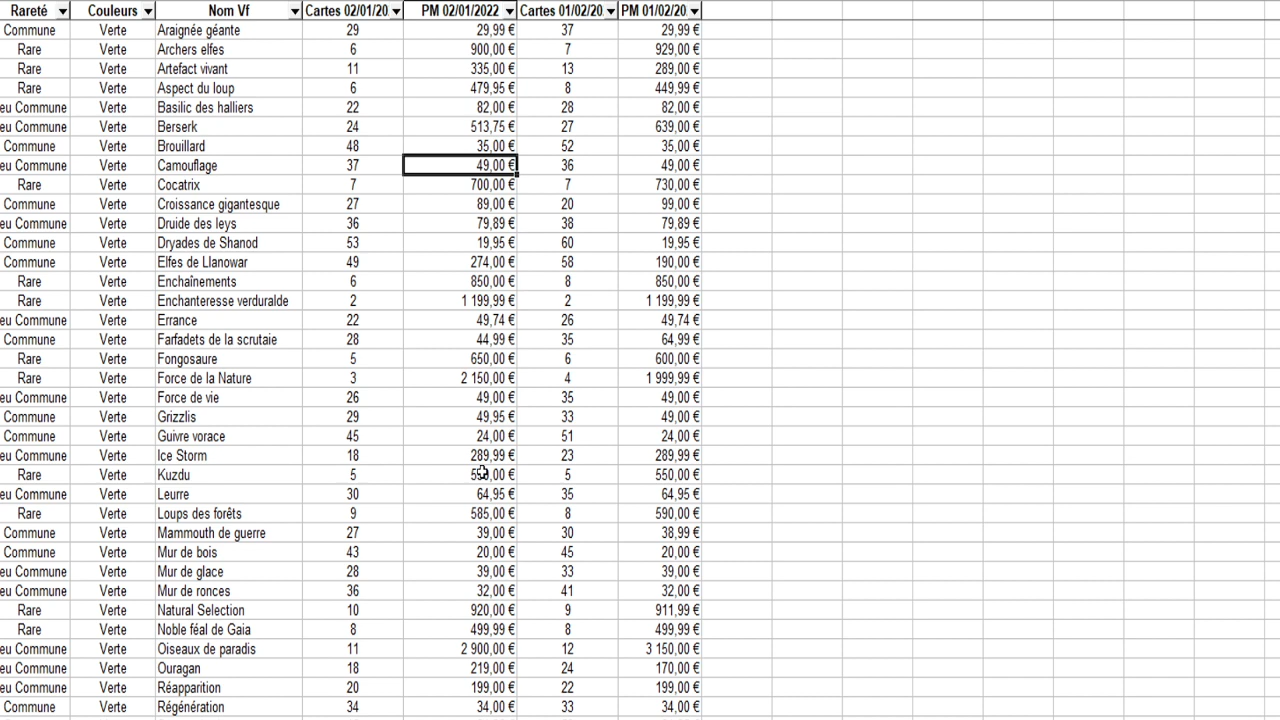 Rareté Couleurs Nom Vf Cartes 02/01/20 PM 02/01/2022 Cartes 01/02/20 PM 01/02/20
Commune Verte Araignée géante 29 29,99 € 37 29,99 €
Rare Verte Archers elfes 6 900,00 € 7 929,00 €
Rare Verte Artefact vivant 11 335,00 € 13 289,00 €
Rare Verte Aspect du loup 6 479,95 € 8 449,99 €
eu Commune Verte Basilic des halliers 22 82,00 € 28 82,00 €
eu Commune Verte Berserk 24 513,75 € 27 639,00 €
Commune Verte Brouillard 48 35,00 € 52 35,00 €
eu Commune Verte Camouflage 37 49,00 € 36 49,00 €
Rare Verte Cocatrix 7 700,00 € 7 730,00 €
Commune Verte Croissance gigantesque 27 89,00 € 20 99,00 €
eu Commune Verte Druide des leys 36 79,89 € 38 79,89 €
Commune Verte Dryades de Shanod 53 19,95 € 60 19,95 €
Commune Verte Elfes de Llanowar 49 274,00 € 58 190,00 €
Rare Verte Enchaînements 6 850,00 € 8 850,00 €
Rare Verte Enchanteresse verduralde 2 1 199,99 € 2 1 199,99 €
eu Commune Verte Errance 22 49,74 € 26 49,74 €
Commune Verte Farfadets de la scrutaie 28 44,99 € 35 64,99 €
Rare Verte Fongosaure 5 650,00 € 6 600,00 €
Rare Verte Force de la Nature 3 2 150,00 € 4 1 999,99 €
eu Commune Verte Force de vie 26 49,00 € 35 49,00 €
Commune Verte Grizzlis 29 49,95 € 33 49,00 €
Commune Verte Guivre vorace 45 24,00 € 51 24,00 €
eu Commune Verte Ice Storm 18 289,99 € 23 289,99 €
Rare Verte Kuzdu 5 5 550,00 €
eu Commune Verte Leurre 30 64,95 € 35 64,95 €
Rare Verte Loups des forêts 9 585,00 € 8 590,00 €
Commune Verte Mammouth de guerre 27 39,00 € 30 38,99 €
Commune Verte Mur de bois 43 20,00 € 45 20,00 €
eu Commune Verte Mur de glace 28 39,00 € 33 39,00 €
eu Commune Verte Mur de ronces 36 32,00 € 41 32,00 €
Rare Verte Natural Selection 10 920,00 € 9 911,99 €
Rare Verte Noble féal de Gaia 8 499,99 € 8 499,99 €
eu Commune Verte Oiseaux de paradis 11 2 900,00 € 12 3 150,00 €
eu Commune Verte Ouragan 18 219,00 € 24 170,00 €
eu Commune Verte Réapparition 20 199,00 € 22 199,00 €
Commune Verte Régénération 34 34,00 € 33 34,00 €